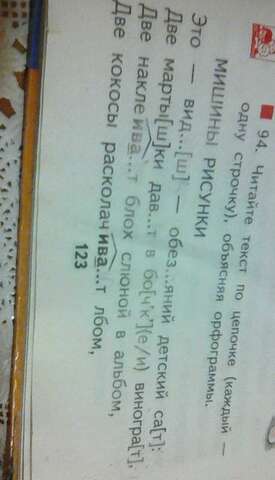 94. Читайте текст по цепочке (каждый —
одну строчку), объясняя орфограммы.
МИШИНЫ РИСУНКИ
Это — вид...[ш] — обез...яний детский са[т]:
Две марты[ш]ки дав...т в бо[ч'к'](е/и) виногра[т],
Две наклеива...т блох слюной в альбом,
Две кокосы расколачива...т лбом,
123